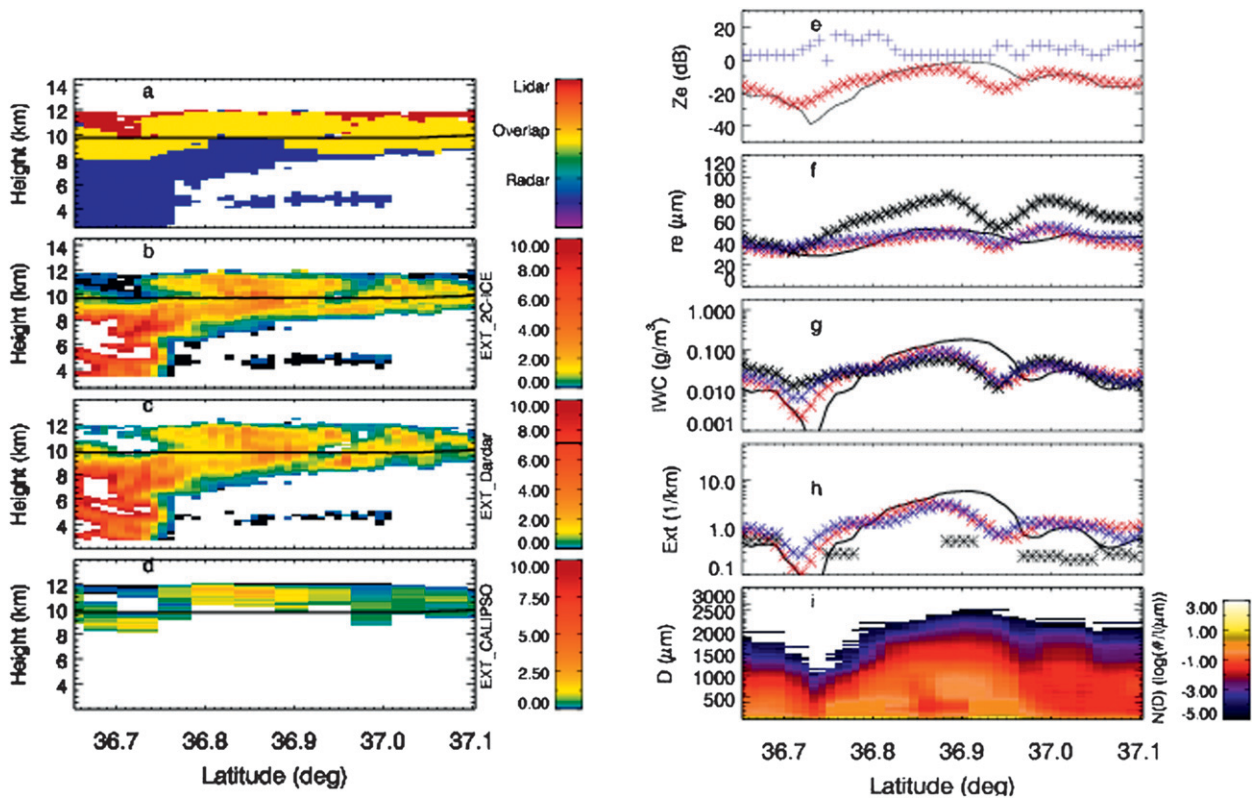 a
14
12
10
8
6
4
Height (km)
Lidar
Overlap
Radar
b
14
12
10
8
6
4
Height (km)
10.00
8.00
6.00
4.00
2.00
0.00
EXT_2C-ICE
c
14
12
10
8
6
4
Height (km)
10.00
8.00
6.00
4.00
2.00
0.00
EXT_Dardar
d
12
10
8
6
4
2
Height (km)
10.00
7.50
5.00
2.50
0.00
EXT_CALIPSO
36.7 36.8 36.9 37.0 37.1
Latitude (deg)
e
20
0
-20
-40
Ze (dB)
f
120
100
80
60
40
20
0
re (µm)
g
1.000
0.100
0.010
0.001
IWC (g/m³)
h
10.0
1.0
0.1
Ext (1/km)
i
3000
2500
2000
1500
1000
500
D (µm)
3.00
1.00
-1.00
-3.00
-5.00
N(D) (log(#/l/µm))
36.7 36.8 36.9 37.0 37.1
Latitude (deg)